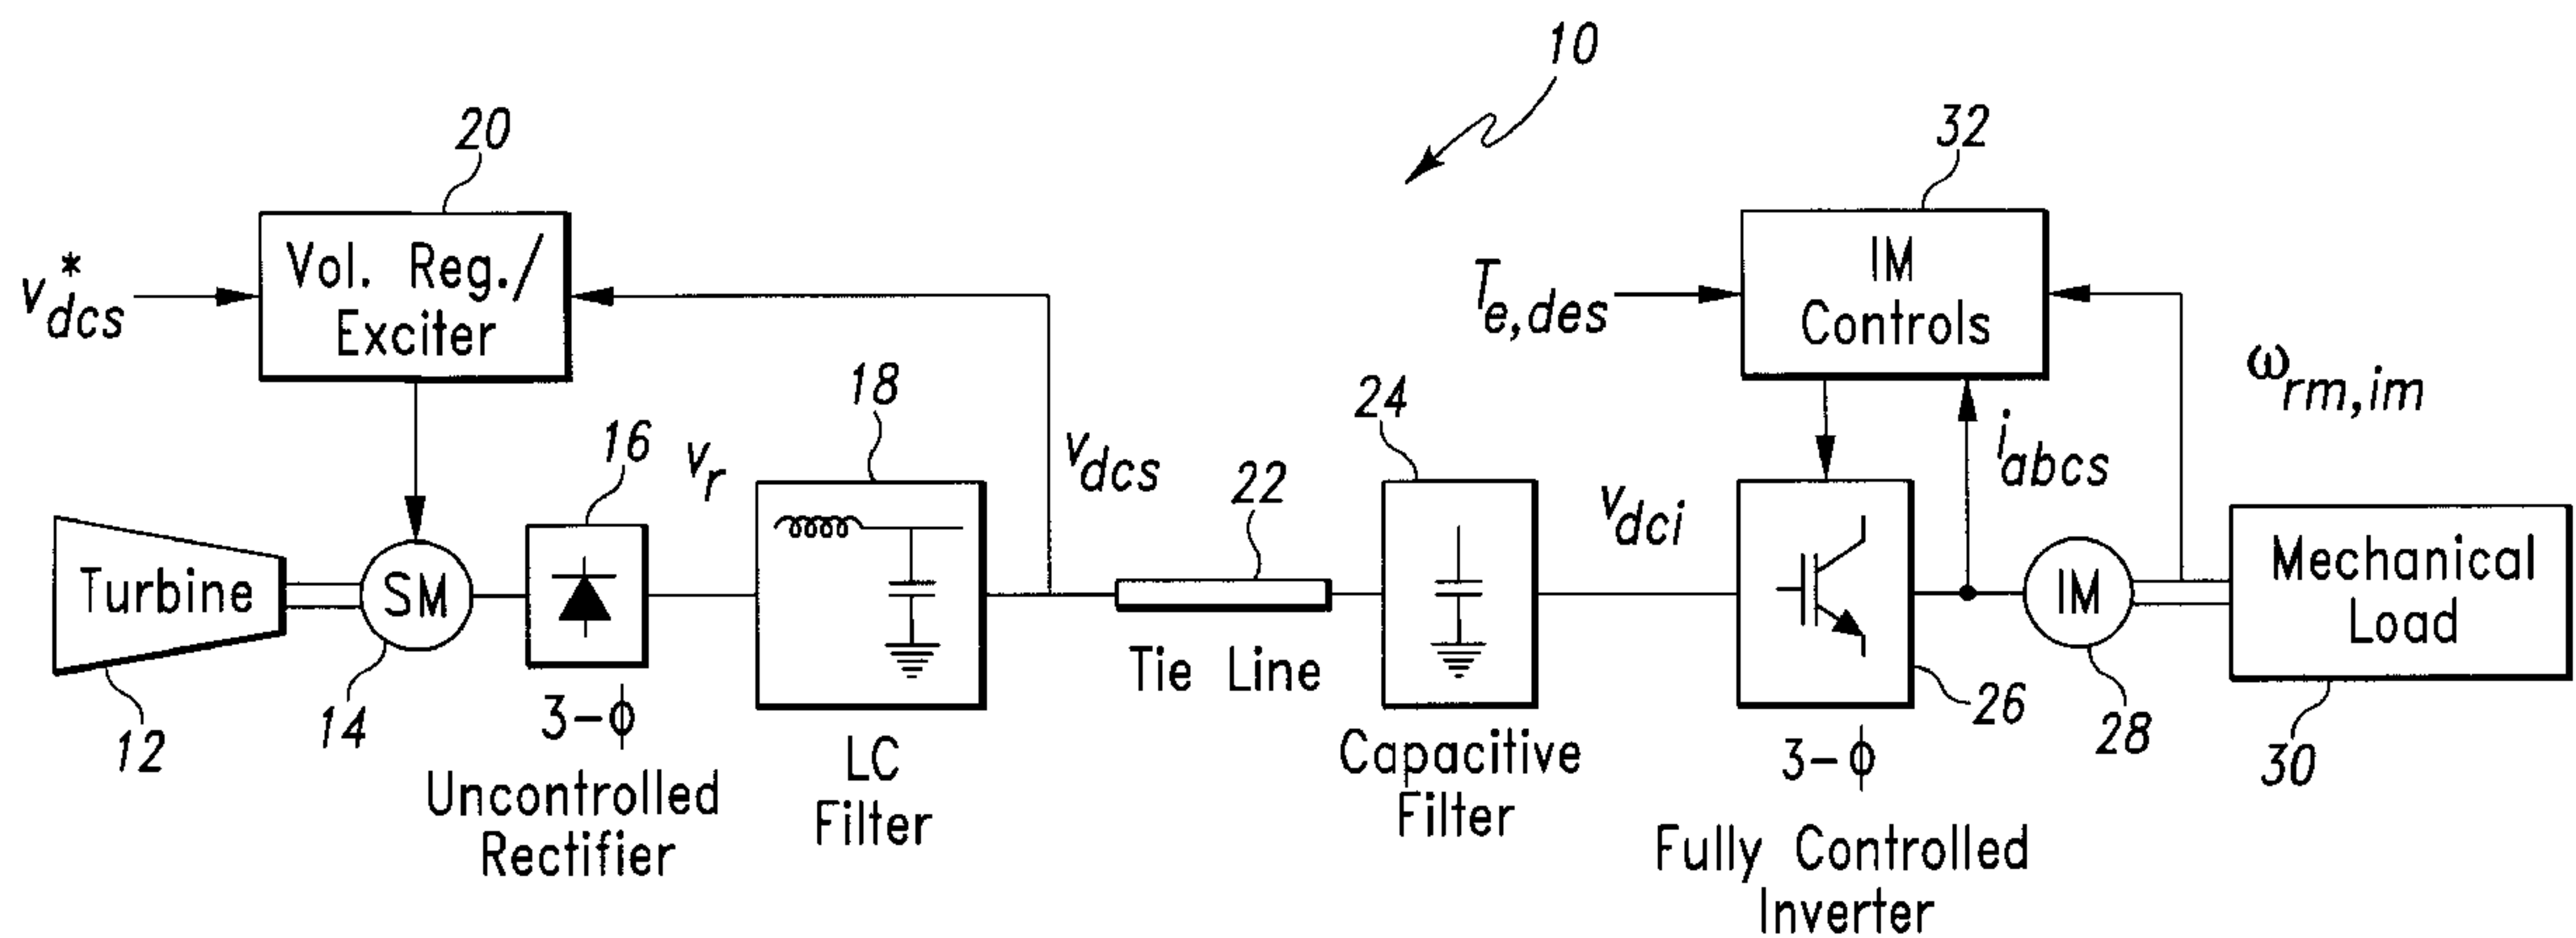 10
20
32
Vol. Reg./
Exciter
v*dcs
IM
Controls
Te,des
ωrm,im
18
24
16
vr
vdcs
22
vdci
iabcs
Turbine
SM
IM
Mechanical
Load
Tie Line
12
14
3-ϕ
Uncontrolled
Rectifier
LC
Filter
Capacitive
Filter
26
3-ϕ
Fully Controlled
Inverter
28
30